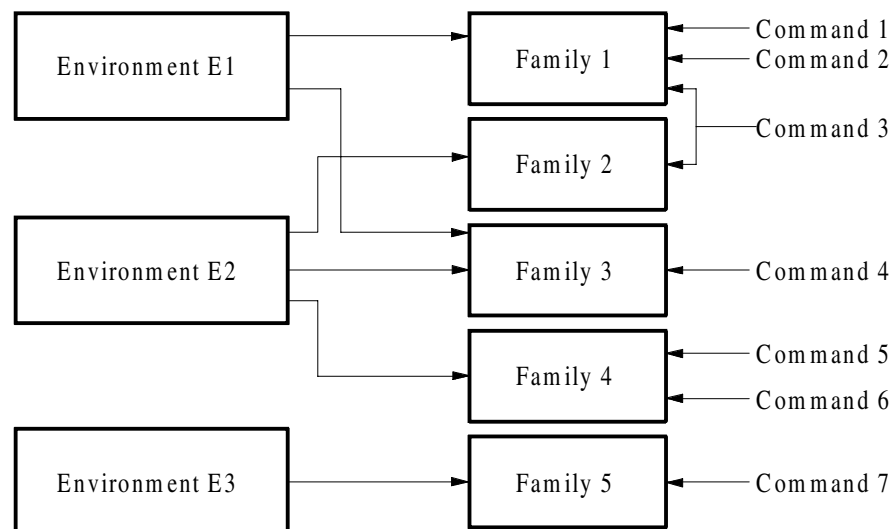 Environment E1
Environment E2
Environment E3
Family 1
Family 2
Family 3
Family 4
Family 5
Command 1
Command 2
Command 3
Command 4
Command 5
Command 6
Command 7